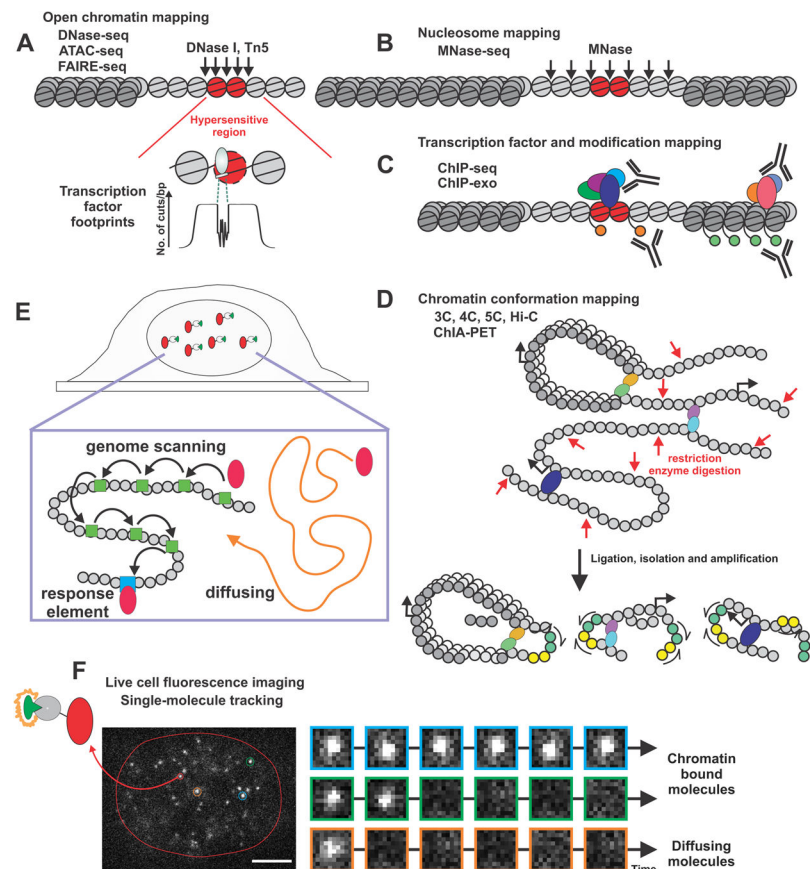 A
Open chromatin mapping
DNase-seq
ATAC-seq
FAIRE-seq
DNase I, Tn5
Hypersensitive
region
Transcription
factor
footprints
No. of cuts/bp
B
Nucleosome mapping
MNase-seq
MNase
C
Transcription factor and modification mapping
ChIP-seq
ChIP-exo
D
Chromatin conformation mapping
3C, 4C, 5C, Hi-C
ChIA-PET
restriction
enzyme digestion
Ligation, isolation and amplification
E
genome scanning
response
element
diffusing
F
Live cell fluorescence imaging
Single-molecule tracking
Chromatin
bound
molecules
Diffusing
molecules
Time